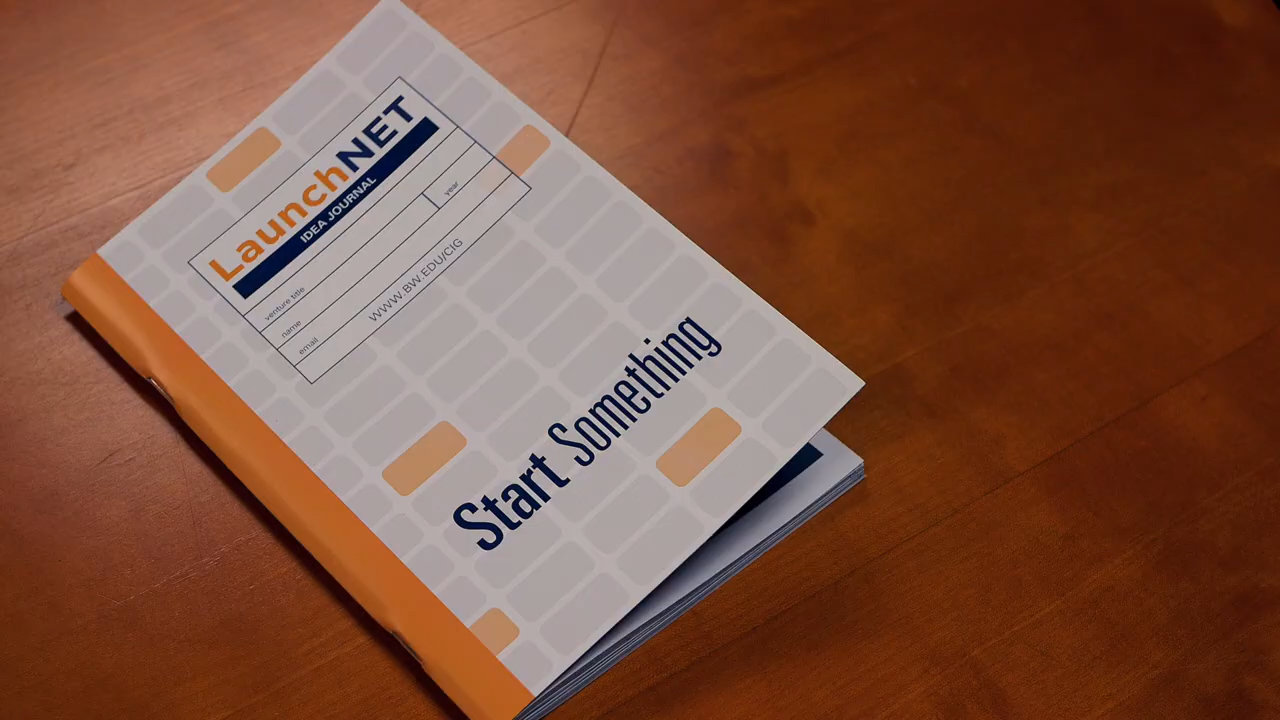 LaunchNET
IDEA JOURNAL
venture title
year
name
email
WWW.BW.EDU/CIG
Start Something